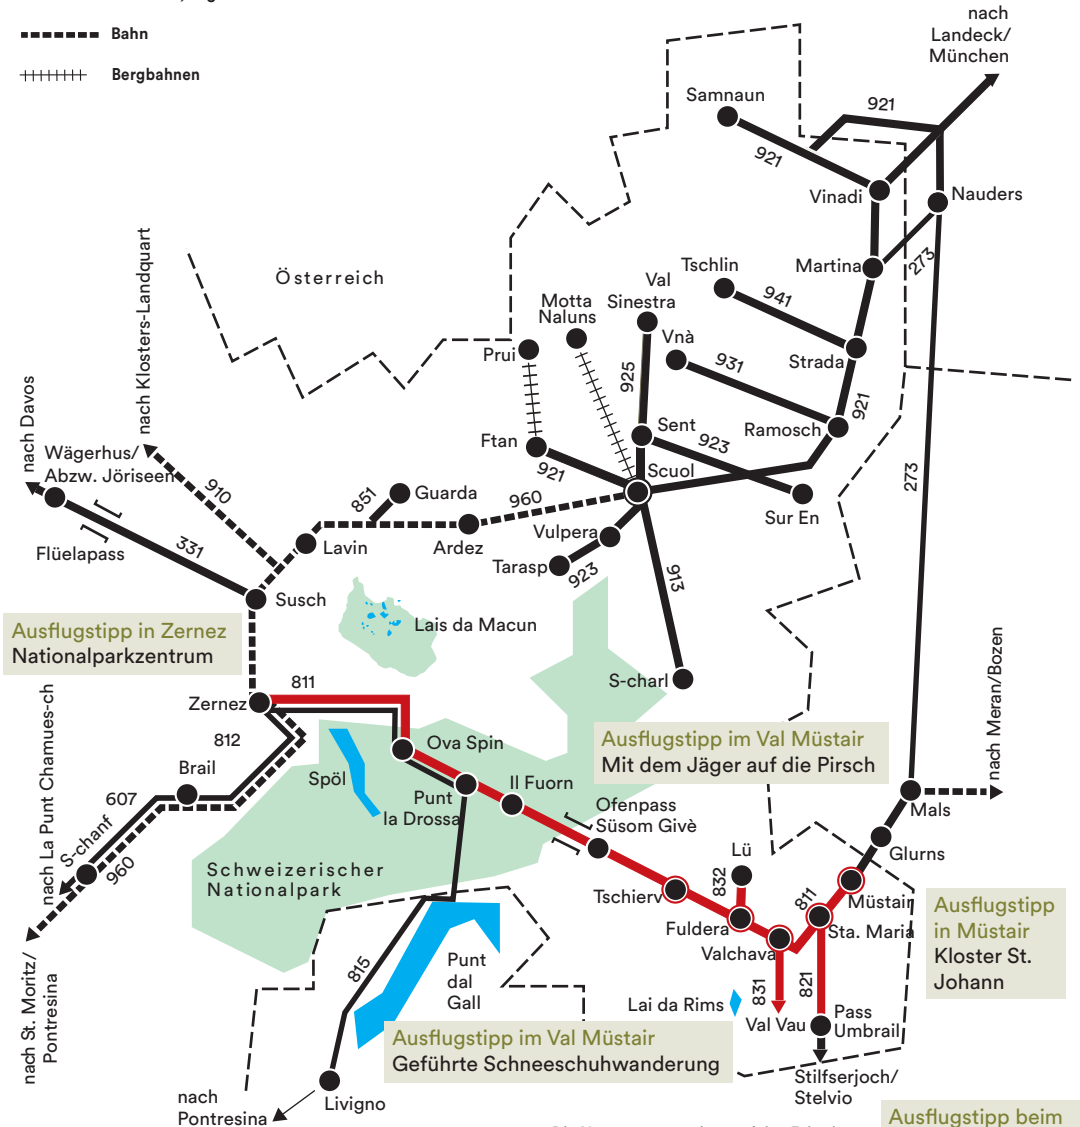 Bahn
Bergbahnen
nach
Landeck/
München
Samnaun
921
921
Vinadi
Nauders
Österreich
nach Klosters-Landquart
Tschlin
941
Martina
273
Val
Sinestra
Motta
Naluns
Prui
Vnà
931
Strada
925
921
nach Davos
Wägerhus/
Abzw. Jöriseen
910
Ftan
921
Sent
923
Ramosch
Scuol
273
851
Guarda
960
Sur En
Flüelapass
331
Lavin
Ardez
Vulpera
Tarasp
923
913
Susch
Lais da Macun
Ausflugstipp in Zernez
Nationalparkzentrum
S-charl
nach Meran/Bozen
811
Zernez
nach La Punt Chamues-ch
812
Ova Spin
Ausflugstipp im Val Müstair
Mit dem Jäger auf die Pirsch
Brail
Spöl
Punt
la Drossa
Il Fuorn
607
Ofenpass
Süsom Givè
Mals
S-chanf
960
Glurns
Schweizerischer
Nationalpark
Lü
832
Tschierv
811
Müstair
Fuldera
Sta. Maria
Valchava
Ausflugstipp
in Müstair
Kloster St.
Johann
nach St. Moritz/
Pontresina
815
Punt
dal
Gall
831
821
Lai da Rims
Val Vau
Pass
Umbrail
Ausflugstipp im Val Müstair
Geführte Schneeschuhwanderung
Stilfserjoch/
Stelvio
nach
Pontresina
Livigno
Ausflugstipp beim